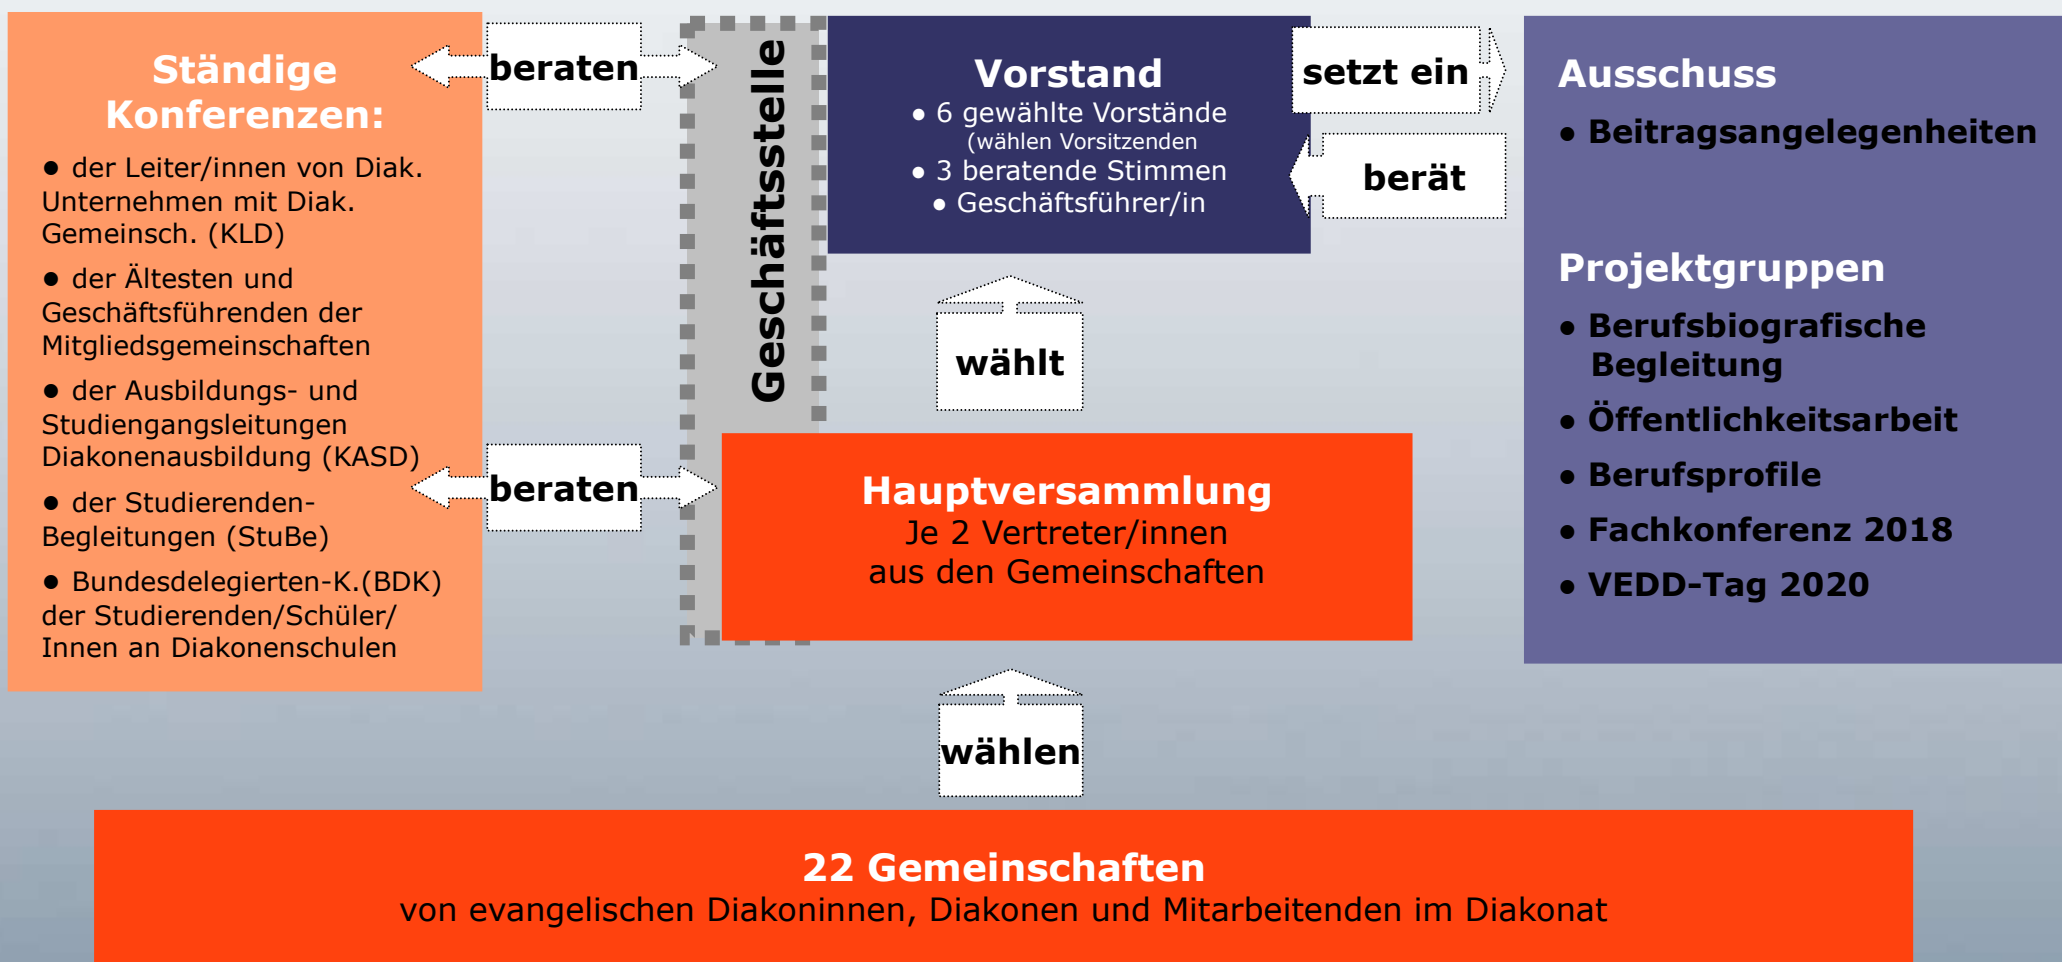 Ständige
Konferenzen:
● der Leiter/innen von Diak.
Unternehmen mit Diak.
Gemeinsch. (KLD)
● der Ältesten und
Geschäftsführenden der
Mitgliedsgemeinschaften
● der Ausbildungs- und
Studiengangsleitungen
Diakonenausbildung (KASD)
● der Studierenden-
Begleitungen (StuBe)
● Bundesdelegierten-K.(BDK)
der Studierenden/Schüler/
Innen an Diakonenschulen
beraten
beraten
Geschäftsstelle
Vorstand
● 6 gewählte Vorstände
(wählen Vorsitzenden
● 3 beratende Stimmen
● Geschäftsführer/in
setzt ein
berät
Ausschuss
● Beitragsangelegenheiten
Projektgruppen
● Berufsbiografische
Begleitung
● Öffentlichkeitsarbeit
● Berufsprofile
● Fachkonferenz 2018
● VEDD-Tag 2020
wählt
Hauptversammlung
Je 2 Vertreter/innen
aus den Gemeinschaften
wählen
22 Gemeinschaften
von evangelischen Diakoninnen, Diakonen und Mitarbeitenden im Diakonat